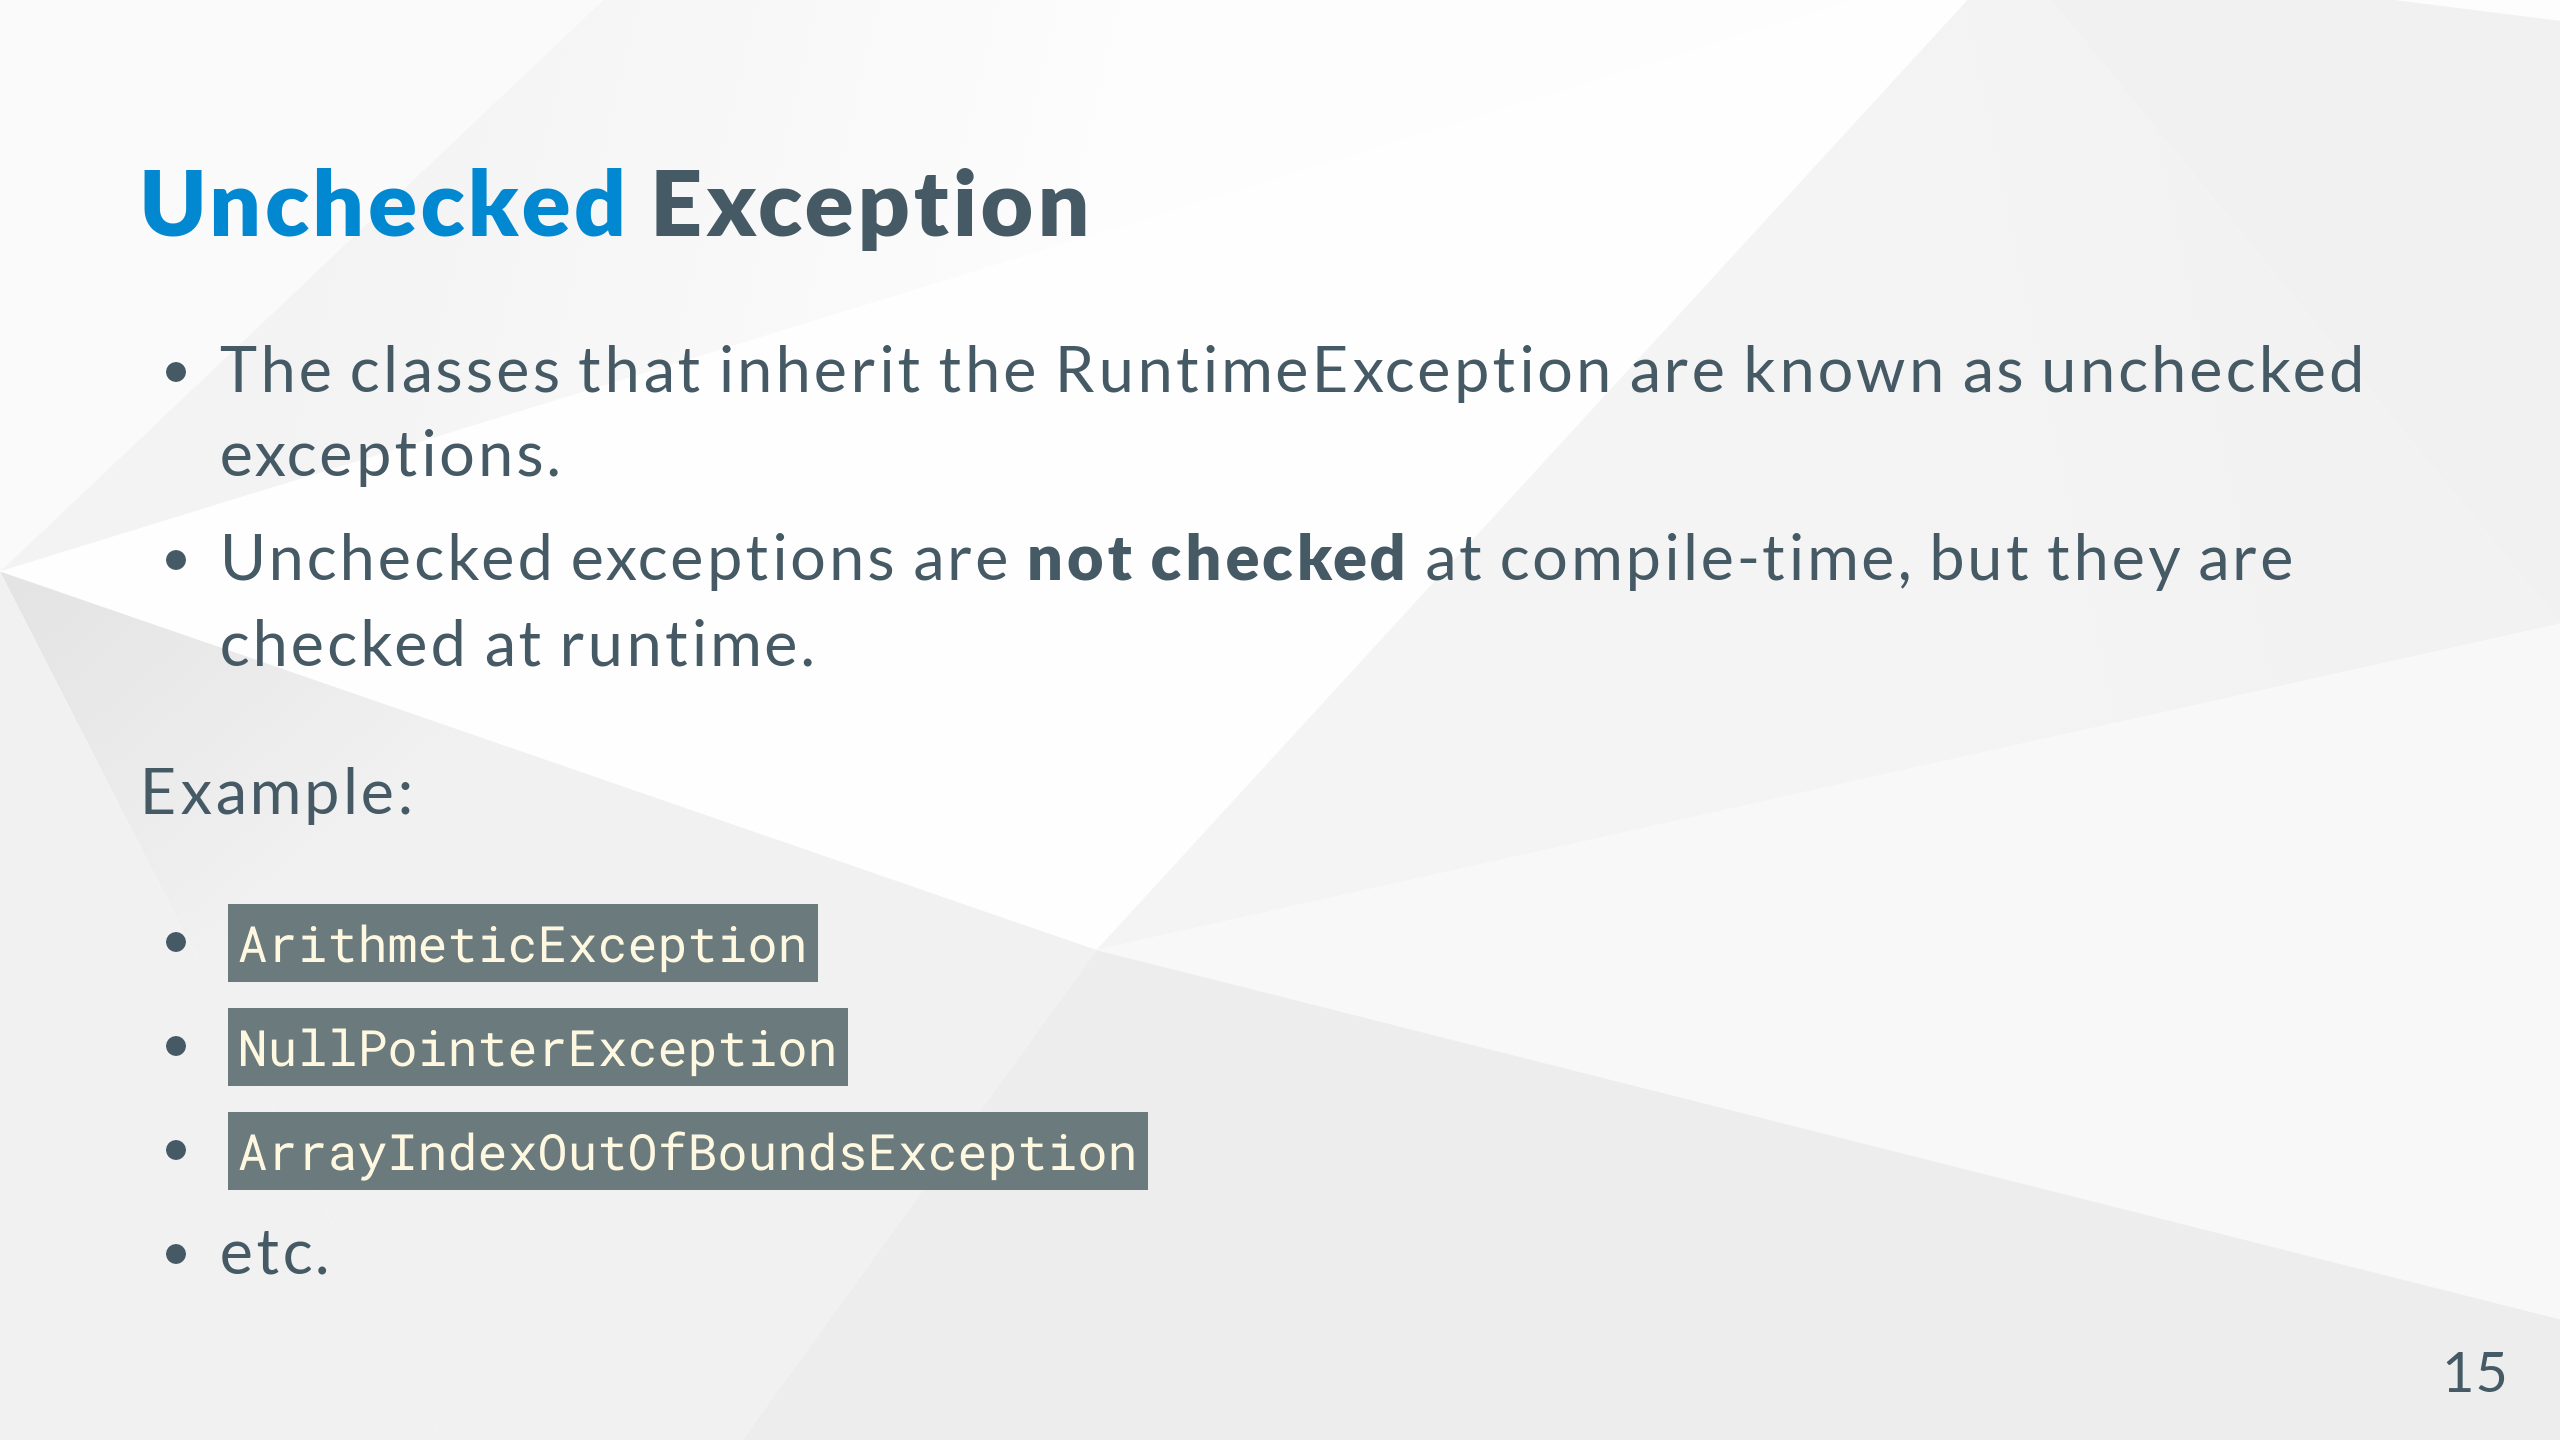 Unchecked Exception
• The classes that inherit the RuntimeException are known as unchecked
exceptions.
• Unchecked exceptions are not checked at compile-time, but they are
checked at runtime.
Example:
• ArithmeticException
• NullPointerException
• ArrayIndexOutOfBoundsException
• etc.
15